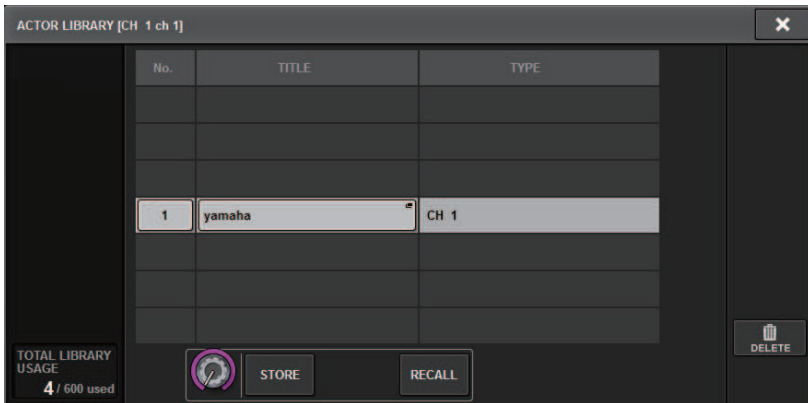 ACTOR LIBRARY [CH 1 ch 1]
No. TITLE TYPE
1 yamaha CH 1
DELETE
TOTAL LIBRARY
USAGE
4 / 600 used
STORE RECALL